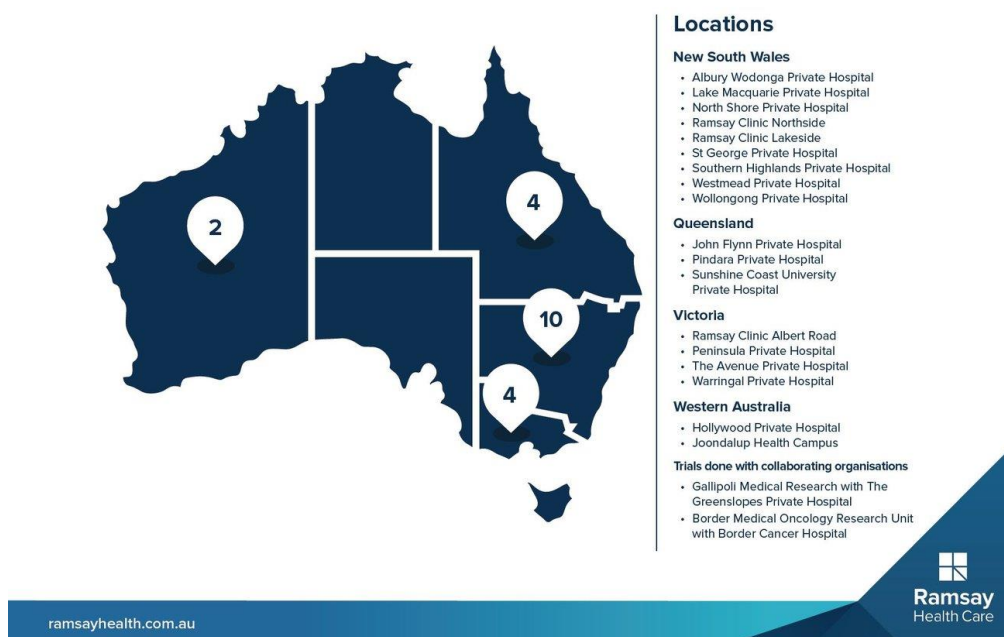 Locations
New South Wales
• Albury Wodonga Private Hospital
• Lake Macquarie Private Hospital
• North Shore Private Hospital
• Ramsay Clinic Northside
• Ramsay Clinic Lakeside
• St George Private Hospital
• Southern Highlands Private Hospital
• Westmead Private Hospital
• Wollongong Private Hospital
Queensland
• John Flynn Private Hospital
• Pindara Private Hospital
• Sunshine Coast University
Private Hospital
Victoria
• Ramsay Clinic Albert Road
• Peninsula Private Hospital
• The Avenue Private Hospital
• Warringal Private Hospital
Western Australia
• Hollywood Private Hospital
• Joondalup Health Campus
Trials done with collaborating organisations
• Gallipoli Medical Research with The
Greenslopes Private Hospital
• Border Medical Oncology Research Unit
with Border Cancer Hospital
2
4
10
4
ramsayhealth.com.au
Ramsay
Health Care